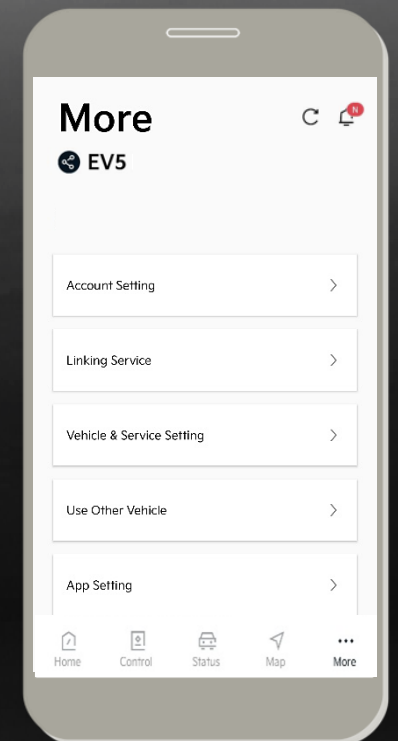 More
N
EV5
Account Setting
Linking Service
Vehicle & Service Setting
Use Other Vehicle
App Setting
Home Control Status Map More